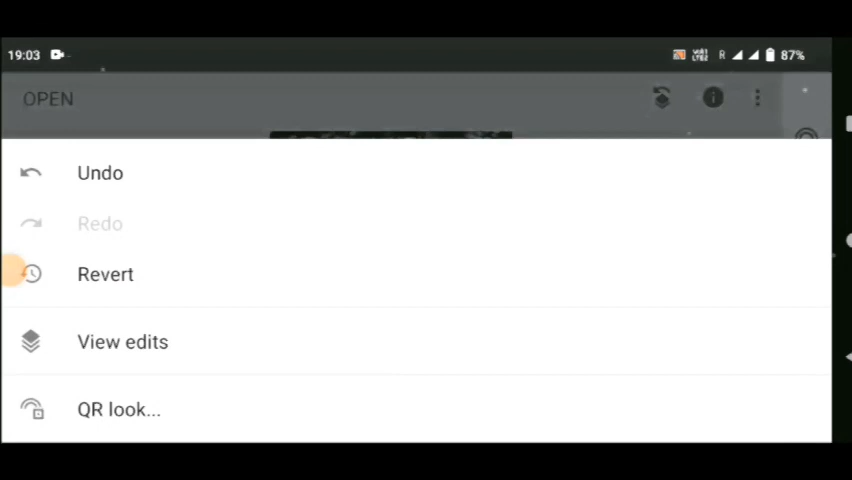 19:03
R
87%
OPEN
Undo
Redo
Revert
View edits
QR look...